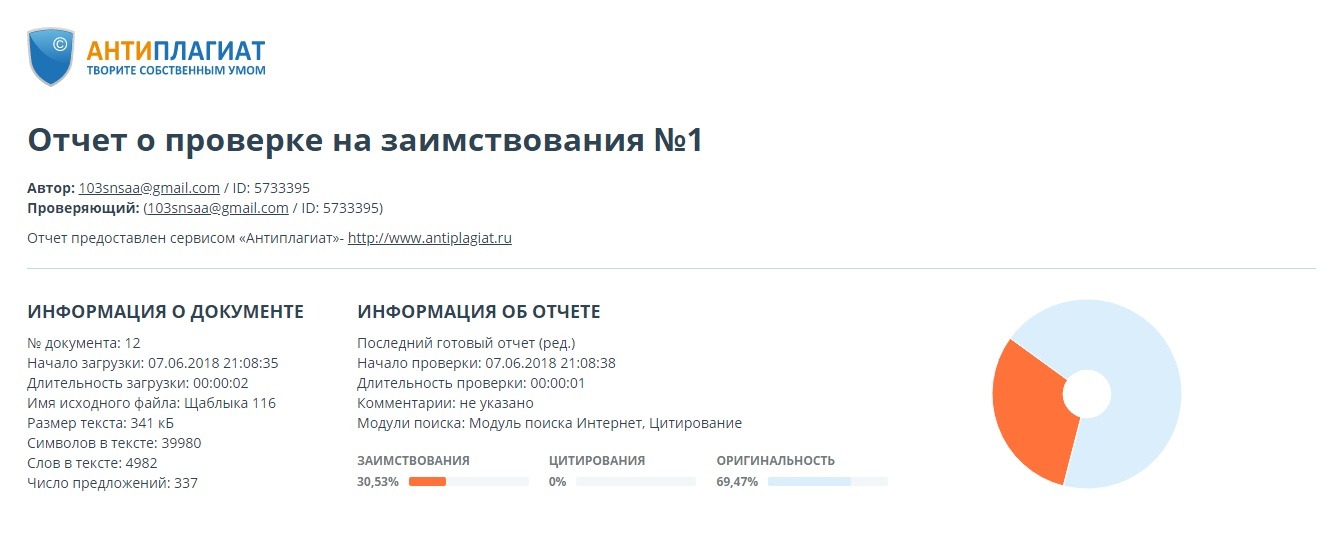 ©
АНТИПЛАГИАТ
ТВОРИТЕ СОБСТВЕННЫМ УМОМ
Отчет о проверке на заимствования №1
Автор: 103snsaa@gmail.com / ID: 5733395
Проверяющий: (103snsaa@gmail.com / ID: 5733395)
Отчет предоставлен сервисом «Антиплагиат»- http://www.antiplagiat.ru
ИНФОРМАЦИЯ О ДОКУМЕНТЕ
№ документа: 12
Начало загрузки: 07.06.2018 21:08:35
Длительность загрузки: 00:00:02
Имя исходного файла: Щаблыка 116
Размер текста: 341 кБ
Символов в тексте: 39980
Слов в тексте: 4982
Число предложений: 337
ИНФОРМАЦИЯ ОБ ОТЧЕТЕ
Последний готовый отчет (ред.)
Начало проверки: 07.06.2018 21:08:38
Длительность проверки: 00:00:01
Комментарии: не указано
Модули поиска: Модуль поиска Интернет, Цитирование
ЗАИМСТВОВАНИЯ
30,53%
ЦИТИРОВАНИЯ
0%
ОРИГИНАЛЬНОСТЬ
69,47%